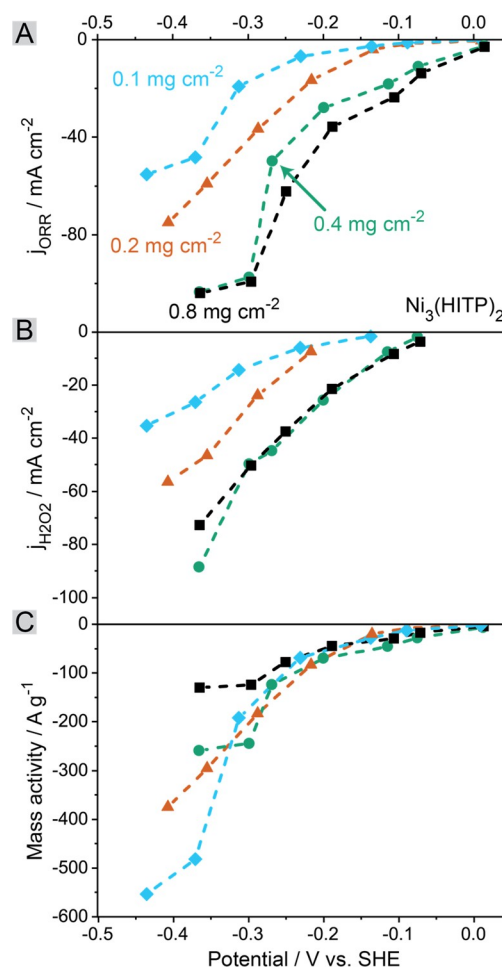 -0.5 -0.4 -0.3 -0.2 -0.1 0.0
A
0
-40
-80
j_ORR / mA cm⁻²
0.1 mg cm⁻²
0.2 mg cm⁻²
0.4 mg cm⁻²
0.8 mg cm⁻²
Ni₃(HITP)₂
B
0
-20
-40
-60
-80
-100
j_H2O2 / mA cm⁻²
C
0
-100
-200
-300
-400
-500
-600
Mass activity / A g⁻¹
-0.5 -0.4 -0.3 -0.2 -0.1 0.0
Potential / V vs. SHE